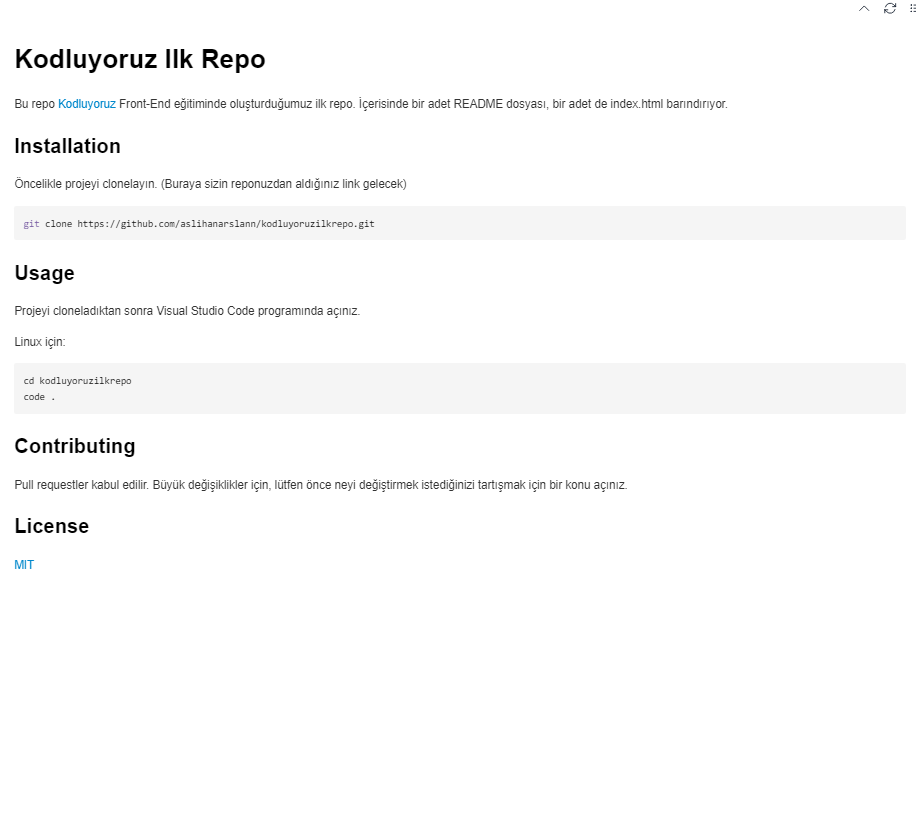 Kodluyoruz Ilk Repo
Bu repo Kodluyoruz Front-End eğitiminde oluşturduğumuz ilk repo. İçerisinde bir adet README dosyası, bir adet de index.html barındırıyor.
Installation
Öncelikle projeyi clonelayın. (Buraya sizin reponuzdan aldığınız link gelecek)
git clone https://github.com/aslihanarslann/kodluyoruzilkrepo.git
Usage
Projeyi cloneladıktan sonra Visual Studio Code programında açınız.
Linux için:
cd kodluyoruzilkrepo
code .
Contributing
Pull requestler kabul edilir. Büyük değişiklikler için, lütfen önce neyi değiştirmek istediğinizi tartışmak için bir konu açınız.
License
MIT